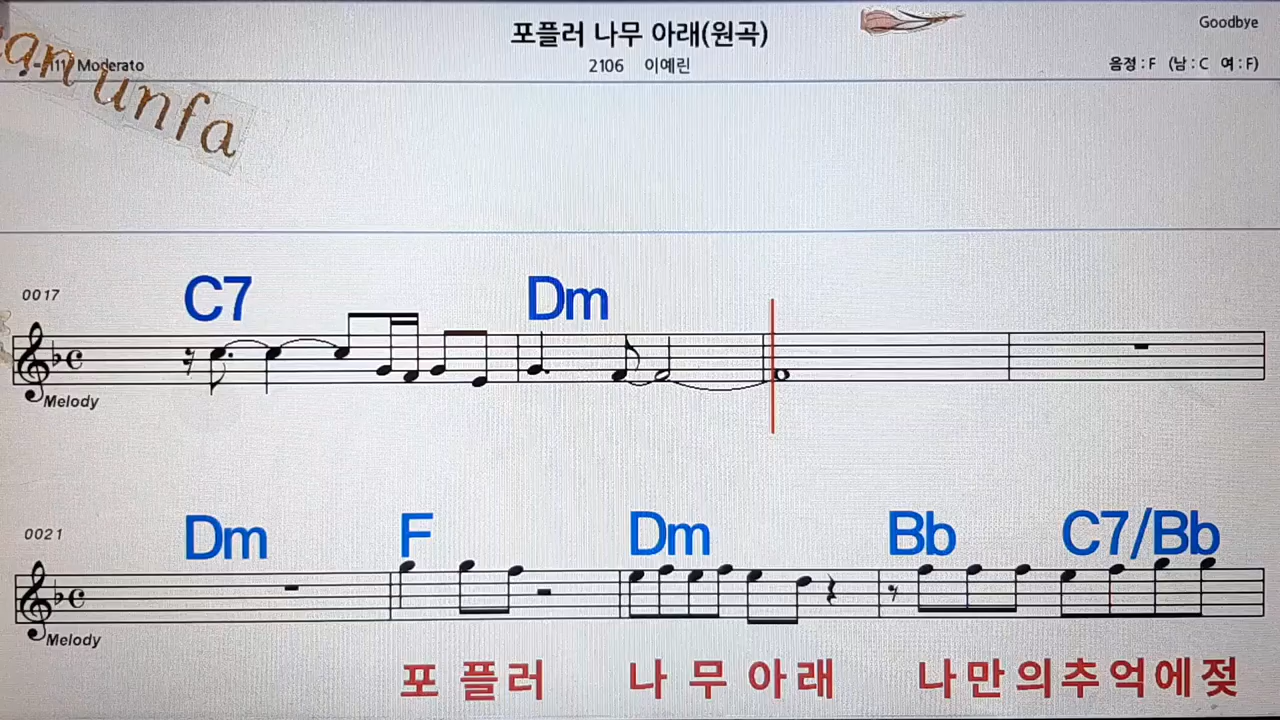 Goodbye
포플러 나무 아래(원곡)
Moderato
2106 이예린
음정 : F (남 : C 여 : F)
unfa
0017
C7 Dm
Melody
0021
Dm F Dm Bb C7/Bb
Melody
포 플 러 나 무 아 래 나 만 의 추 억 에 젖